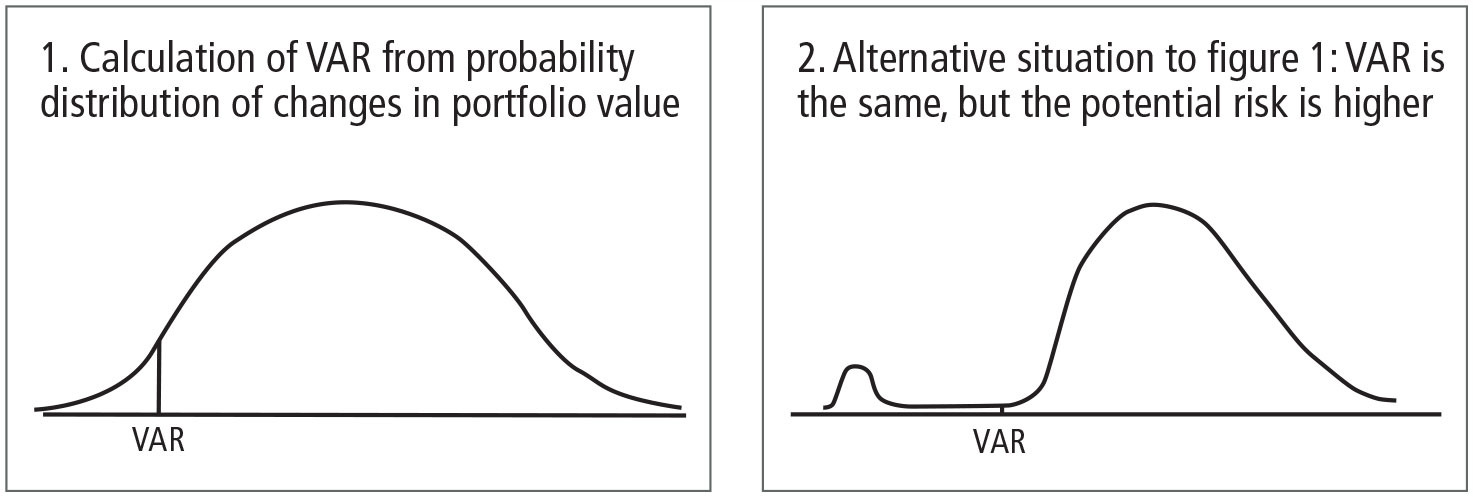 1. Calculation of VAR from probability
distribution of changes in portfolio value
VAR
2. Alternative situation to figure 1: VAR is
the same, but the potential risk is higher
VAR